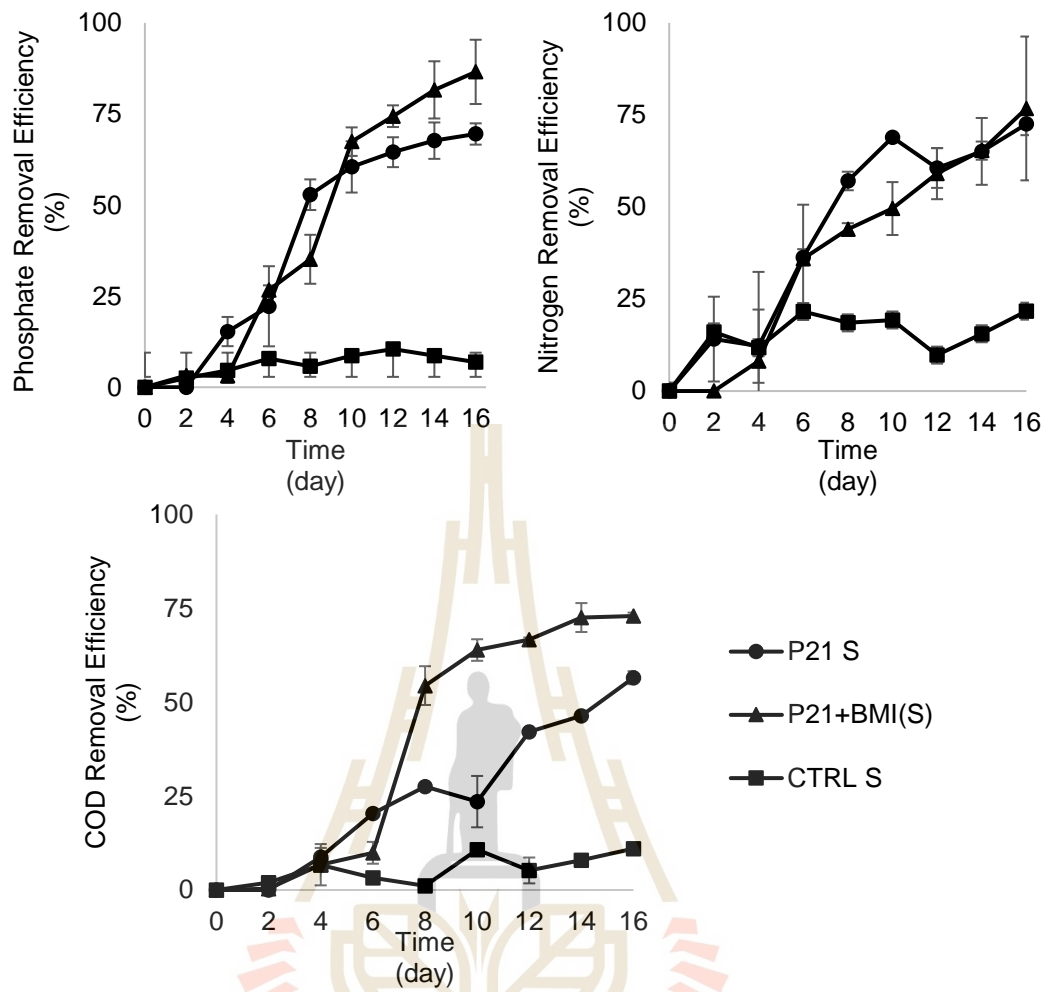 Phosphate Removal Efficiency
(%)
100
75
50
25
0
0 2 4 6 8 10 12 14 16
Time
(day)
Nitrogen Removal Efficiency
(%)
100
75
50
25
0
0 2 4 6 8 10 12 14 16
Time
(day)
COD Removal Efficiency
(%)
100
75
50
25
0
0 2 4 6 8 10 12 14 16
Time
(day)
P21 S
P21+BMI(S)
CTRL S